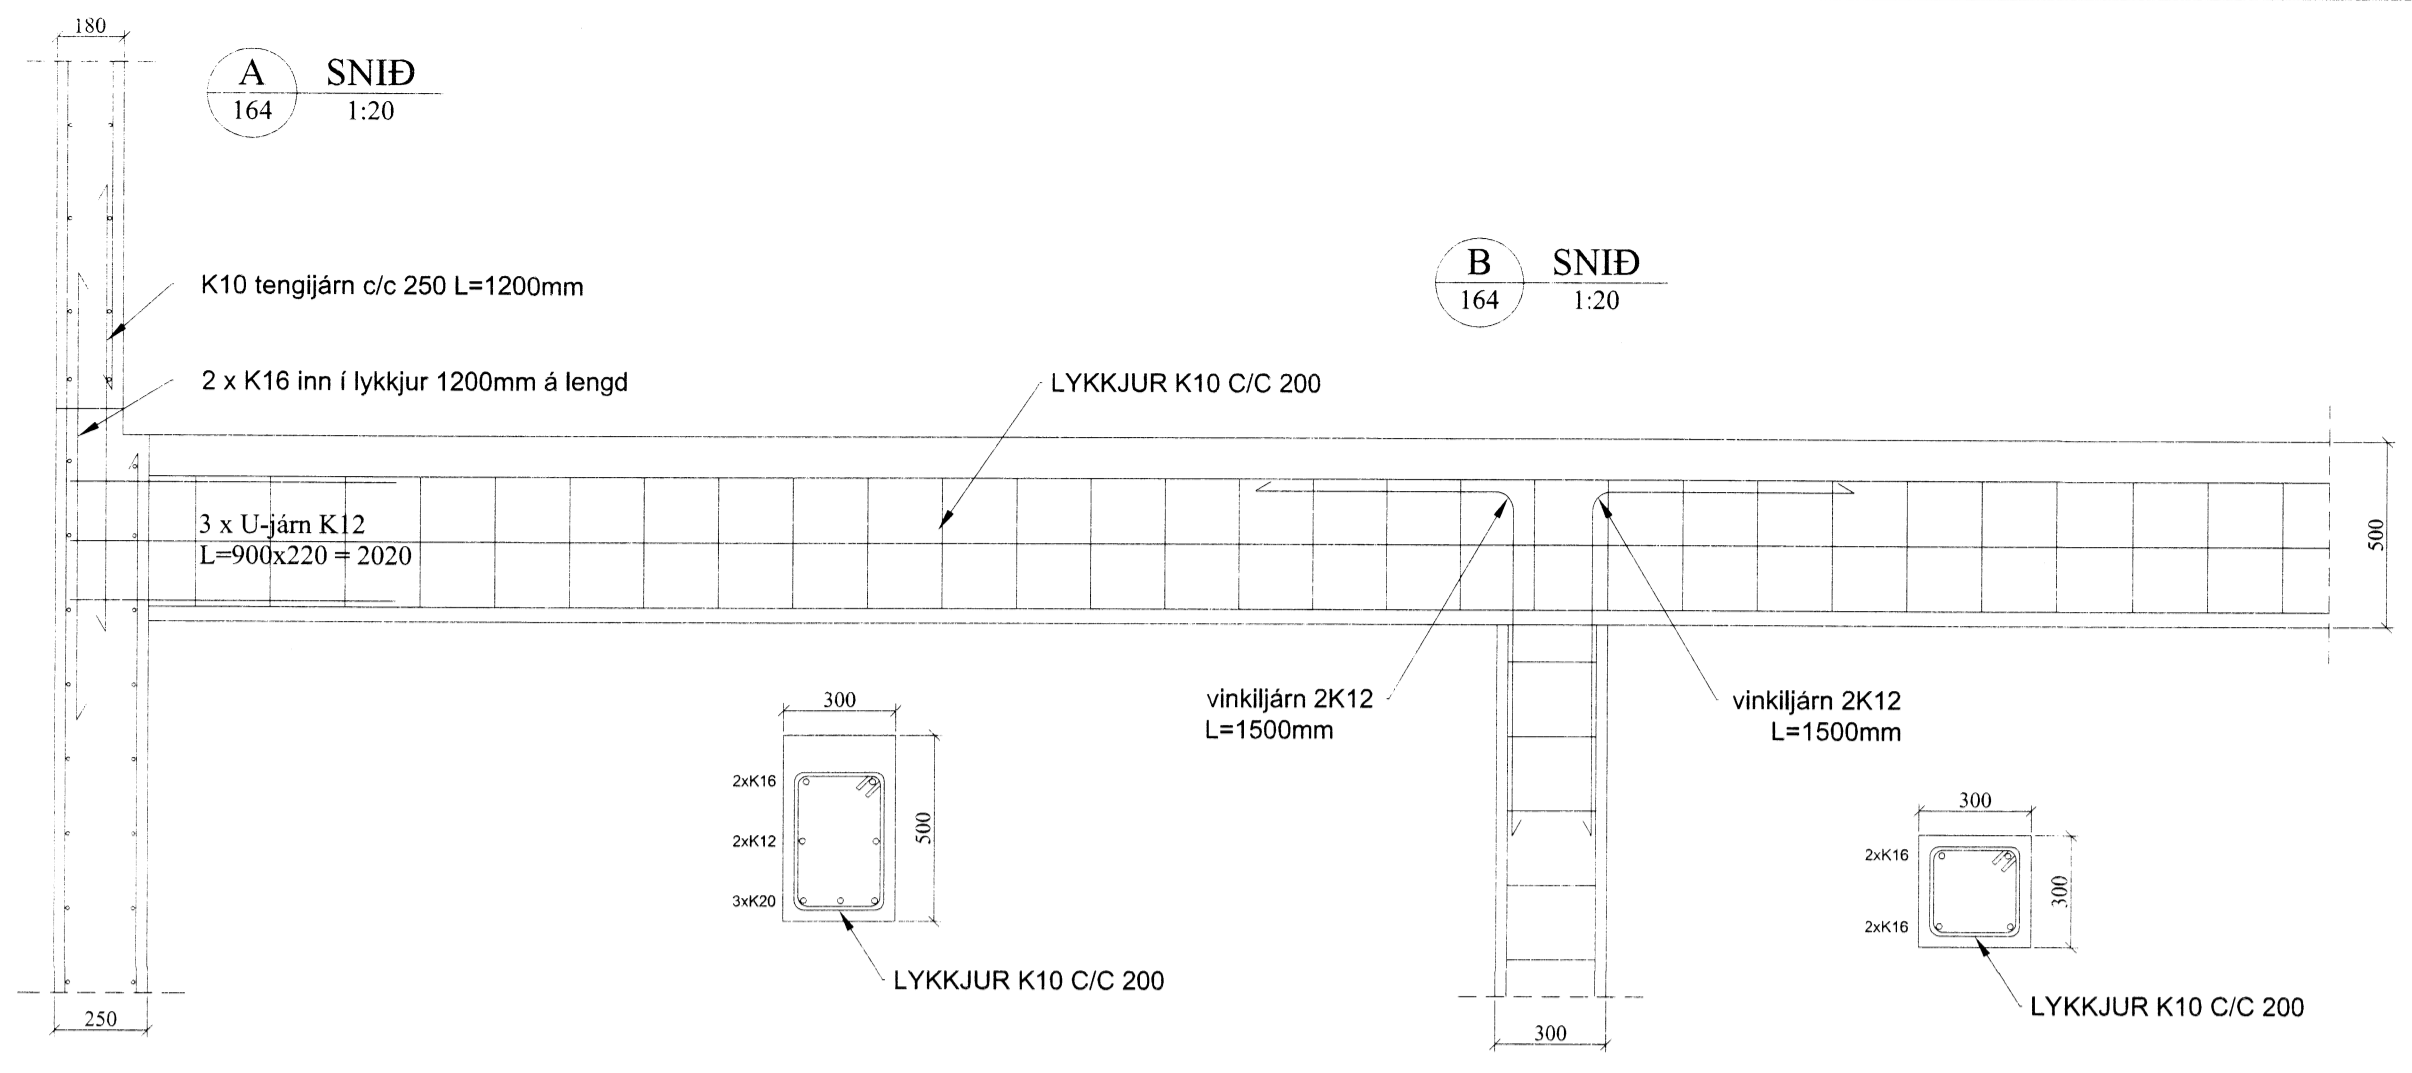 180
A
164
SNIÐ
1:20
K10 tengijárn c/c 250 L=1200mm
2 x K16 inn í lykkjur 1200mm á lengd
B
164
SNIÐ
1:20
LYKKJUR K10 C/C 200
3 x U-járn K12
L=900x220 = 2020
500
vinkiljárn 2K12
L=1500mm
vinkiljárn 2K12
L=1500mm
300
2xK16
2xK12
3xK20
500
LYKKJUR K10 C/C 200
300
2xK16
2xK16
300
LYKKJUR K10 C/C 200
250
300